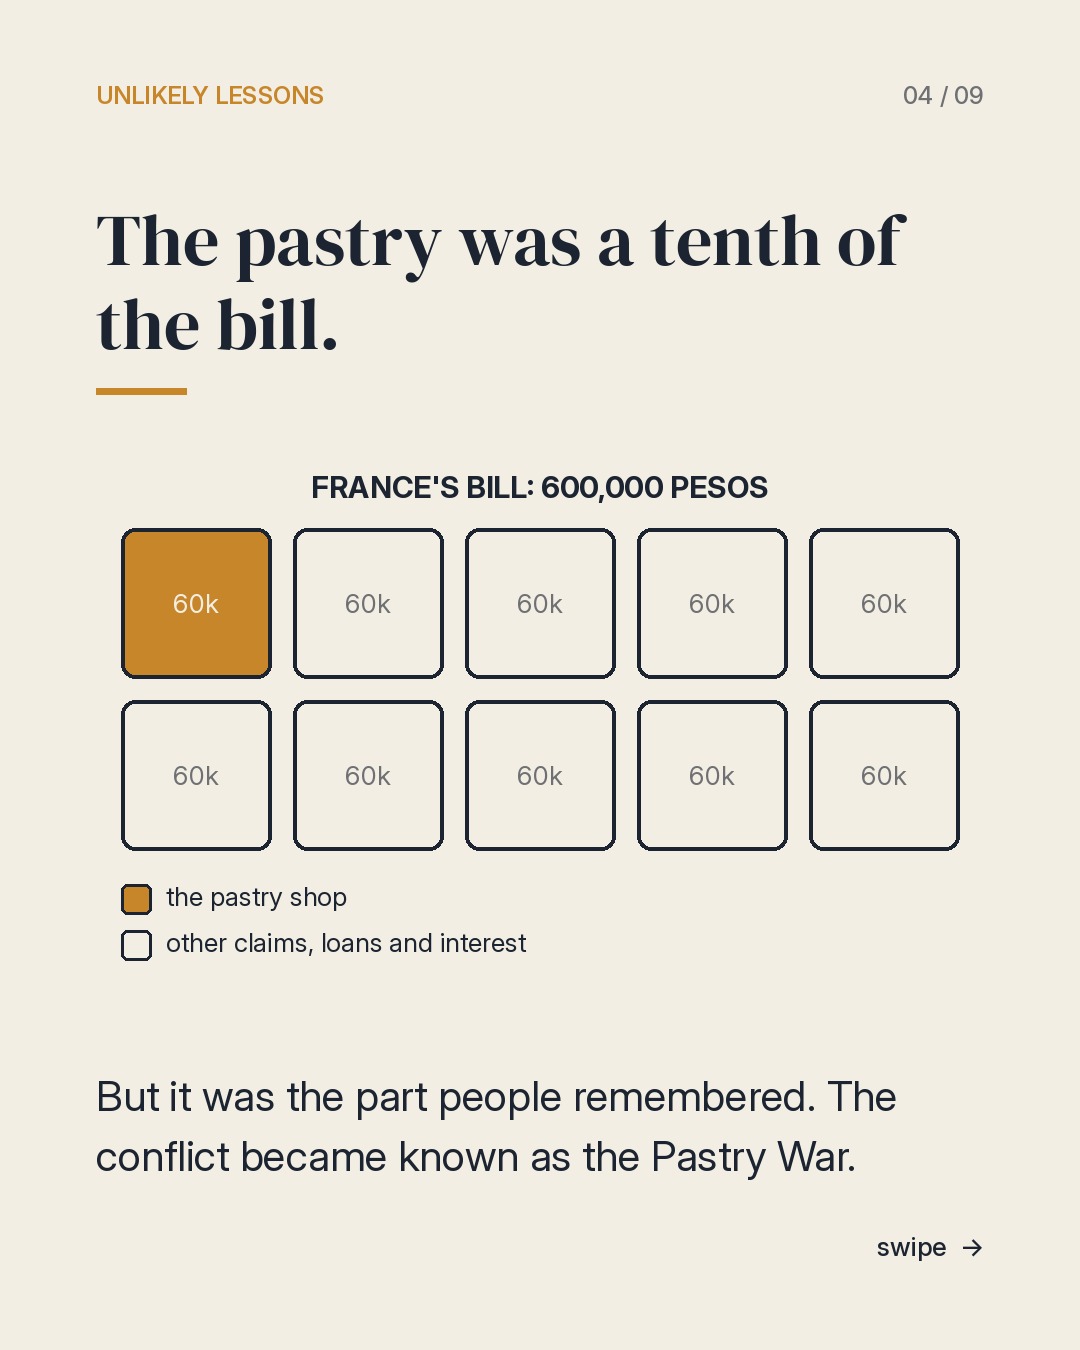 UNLIKELY LESSONS
04 / 09
The pastry was a tenth of
the bill.
FRANCE'S BILL: 600,000 PESOS
60k 60k 60k 60k 60k
60k 60k 60k 60k 60k
the pastry shop
other claims, loans and interest
But it was the part people remembered. The
conflict became known as the Pastry War.
swipe →